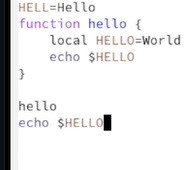 HELL=Hello
function hello {
    local HELLO=World
    echo $HELLO
}

hello
echo $HELLO